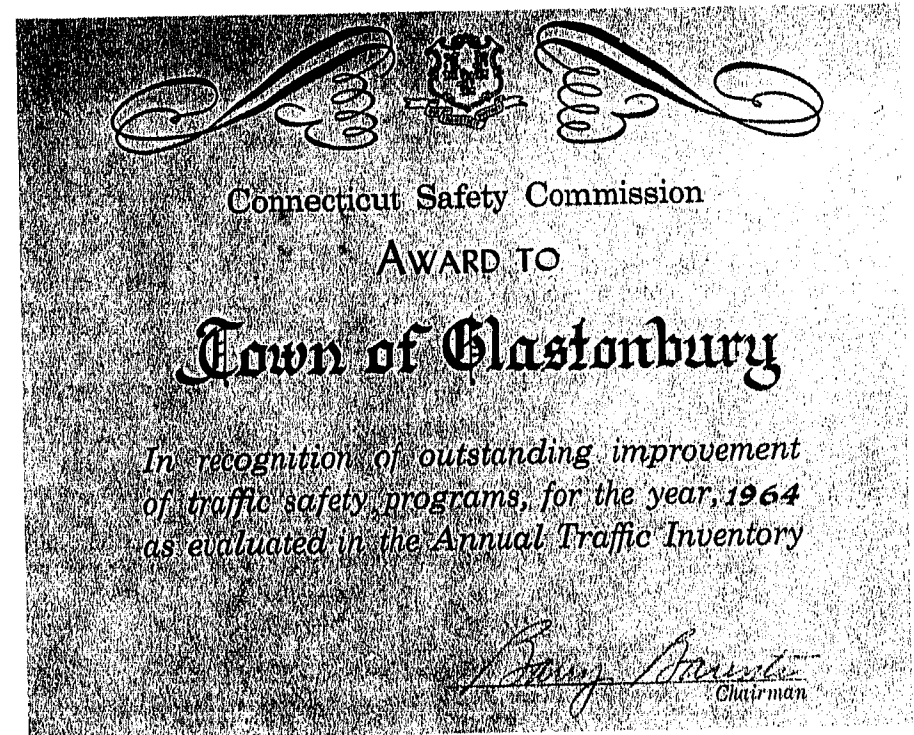 Connecticut Safety Commission
AWARD TO
Town of Glastonbury
In recognition of outstanding improvement
of traffic safety programs, for the year, 1964
as evaluated in the Annual Traffic Inventory
Chairman